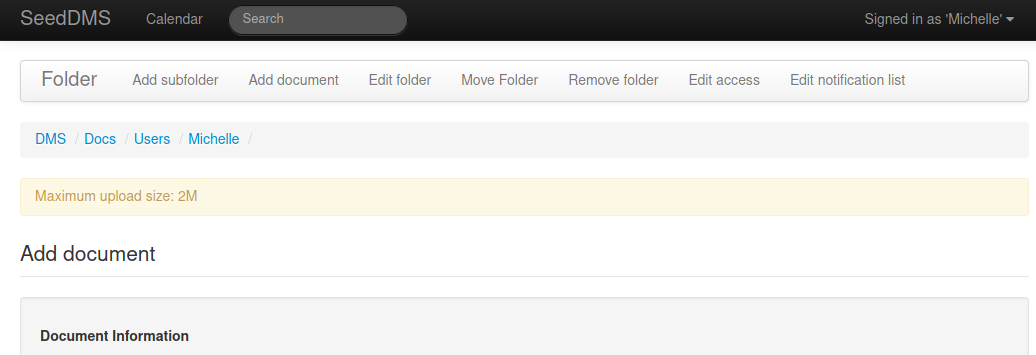 SeedDMS Calendar Search Signed in as 'Michelle'
Folder Add subfolder Add document Edit folder Move Folder Remove folder Edit access Edit notification list
DMS / Docs / Users / Michelle /
Maximum upload size: 2M
Add document
Document Information